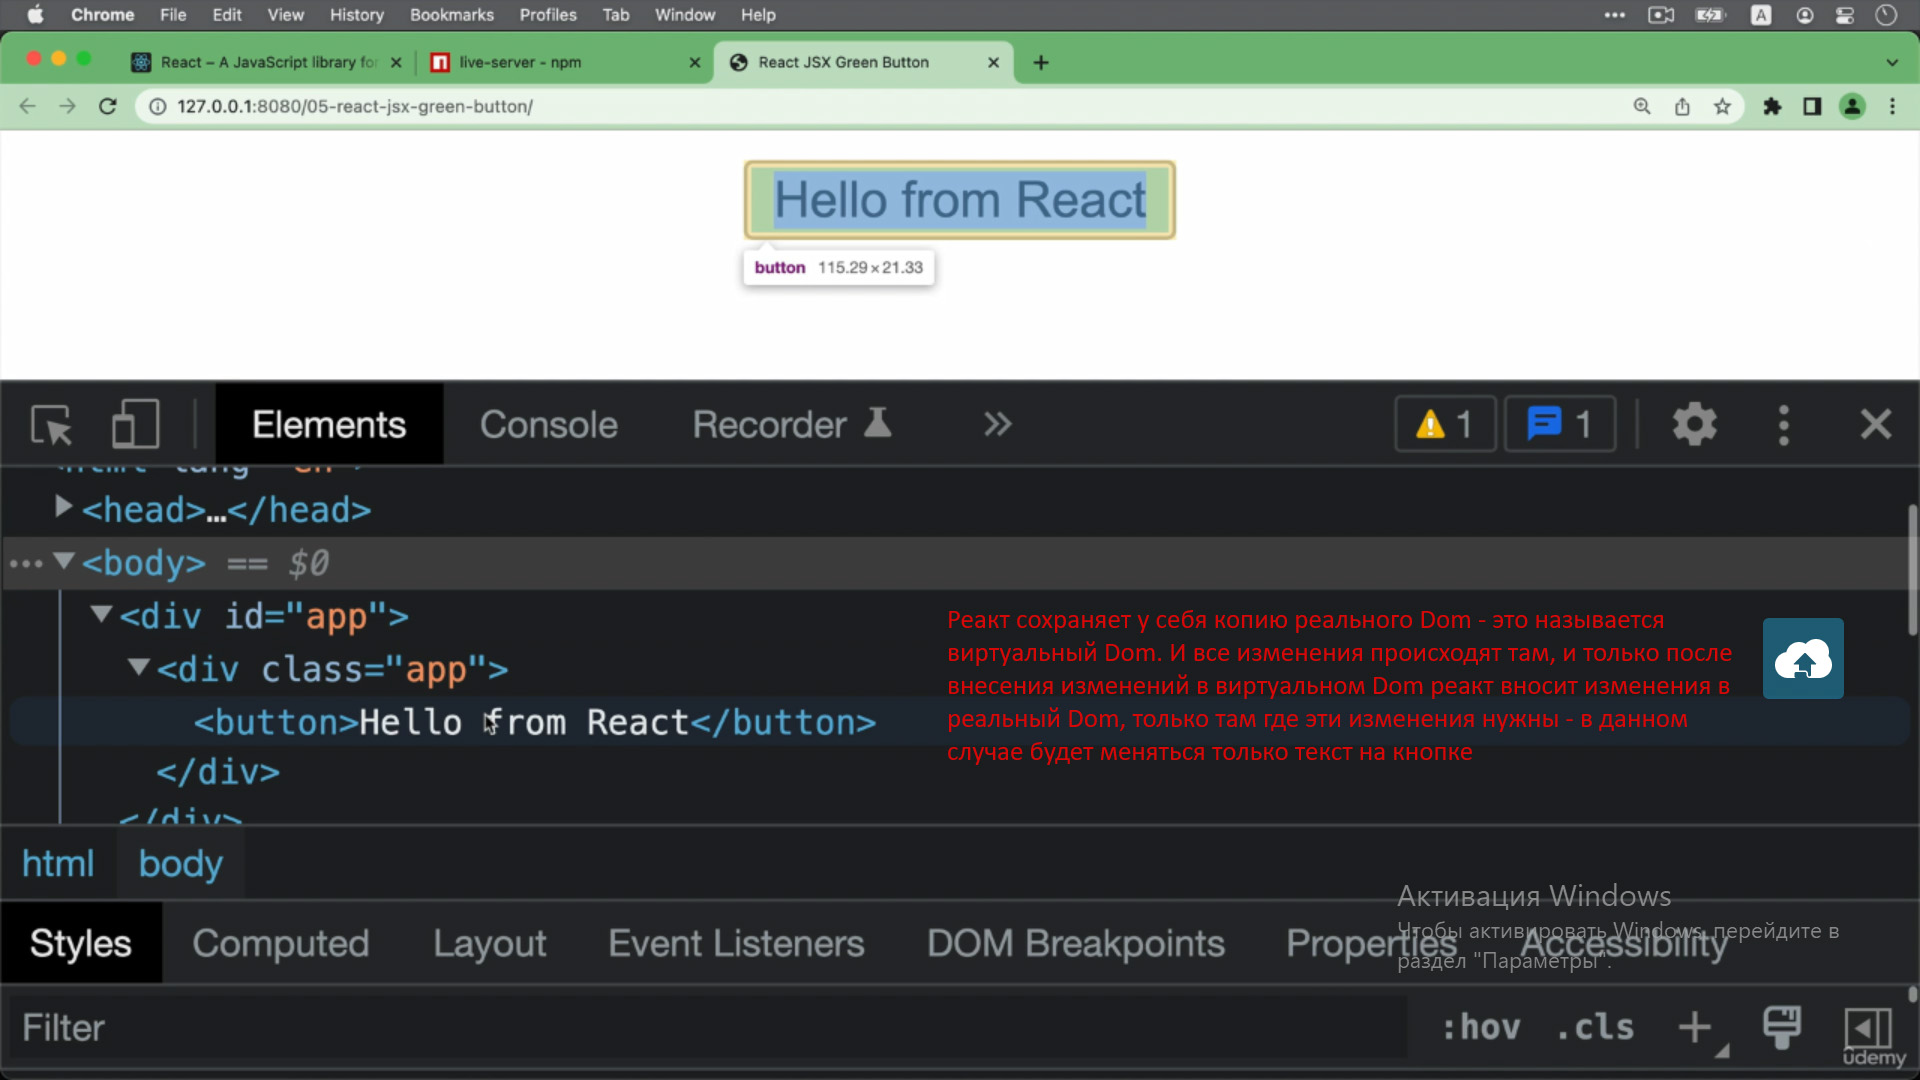 Chrome File Edit View History Bookmarks Profiles Tab Window Help A
React – A JavaScript library for live-server - npm React JSX Green Button
127.0.0.1:8080/05-react-jsx-green-button/
Hello from React
button 115.29×21.33
Elements Console Recorder 1 1
<html lang="en">
<head>…</head>
<body> == $0
<div id="app">
<div class="app">
<button>Hello from React</button>
</div>
</div>
Реакт сохраняет у себя копию реального Dom - это называется
виртуальный Dom. И все изменения происходят там, и только после
внесения изменений в виртуальном Dom реакт вносит изменения в
реальный Dom, только там где эти изменения нужны - в данном
случае будет меняться только текст на кнопке
html body
Активация Windows
Чтобы активировать Windows, перейдите в
раздел "Параметры".
Styles Computed Layout Event Listeners DOM Breakpoints Properties Accessibility
Filter :hov .cls
ûdemy